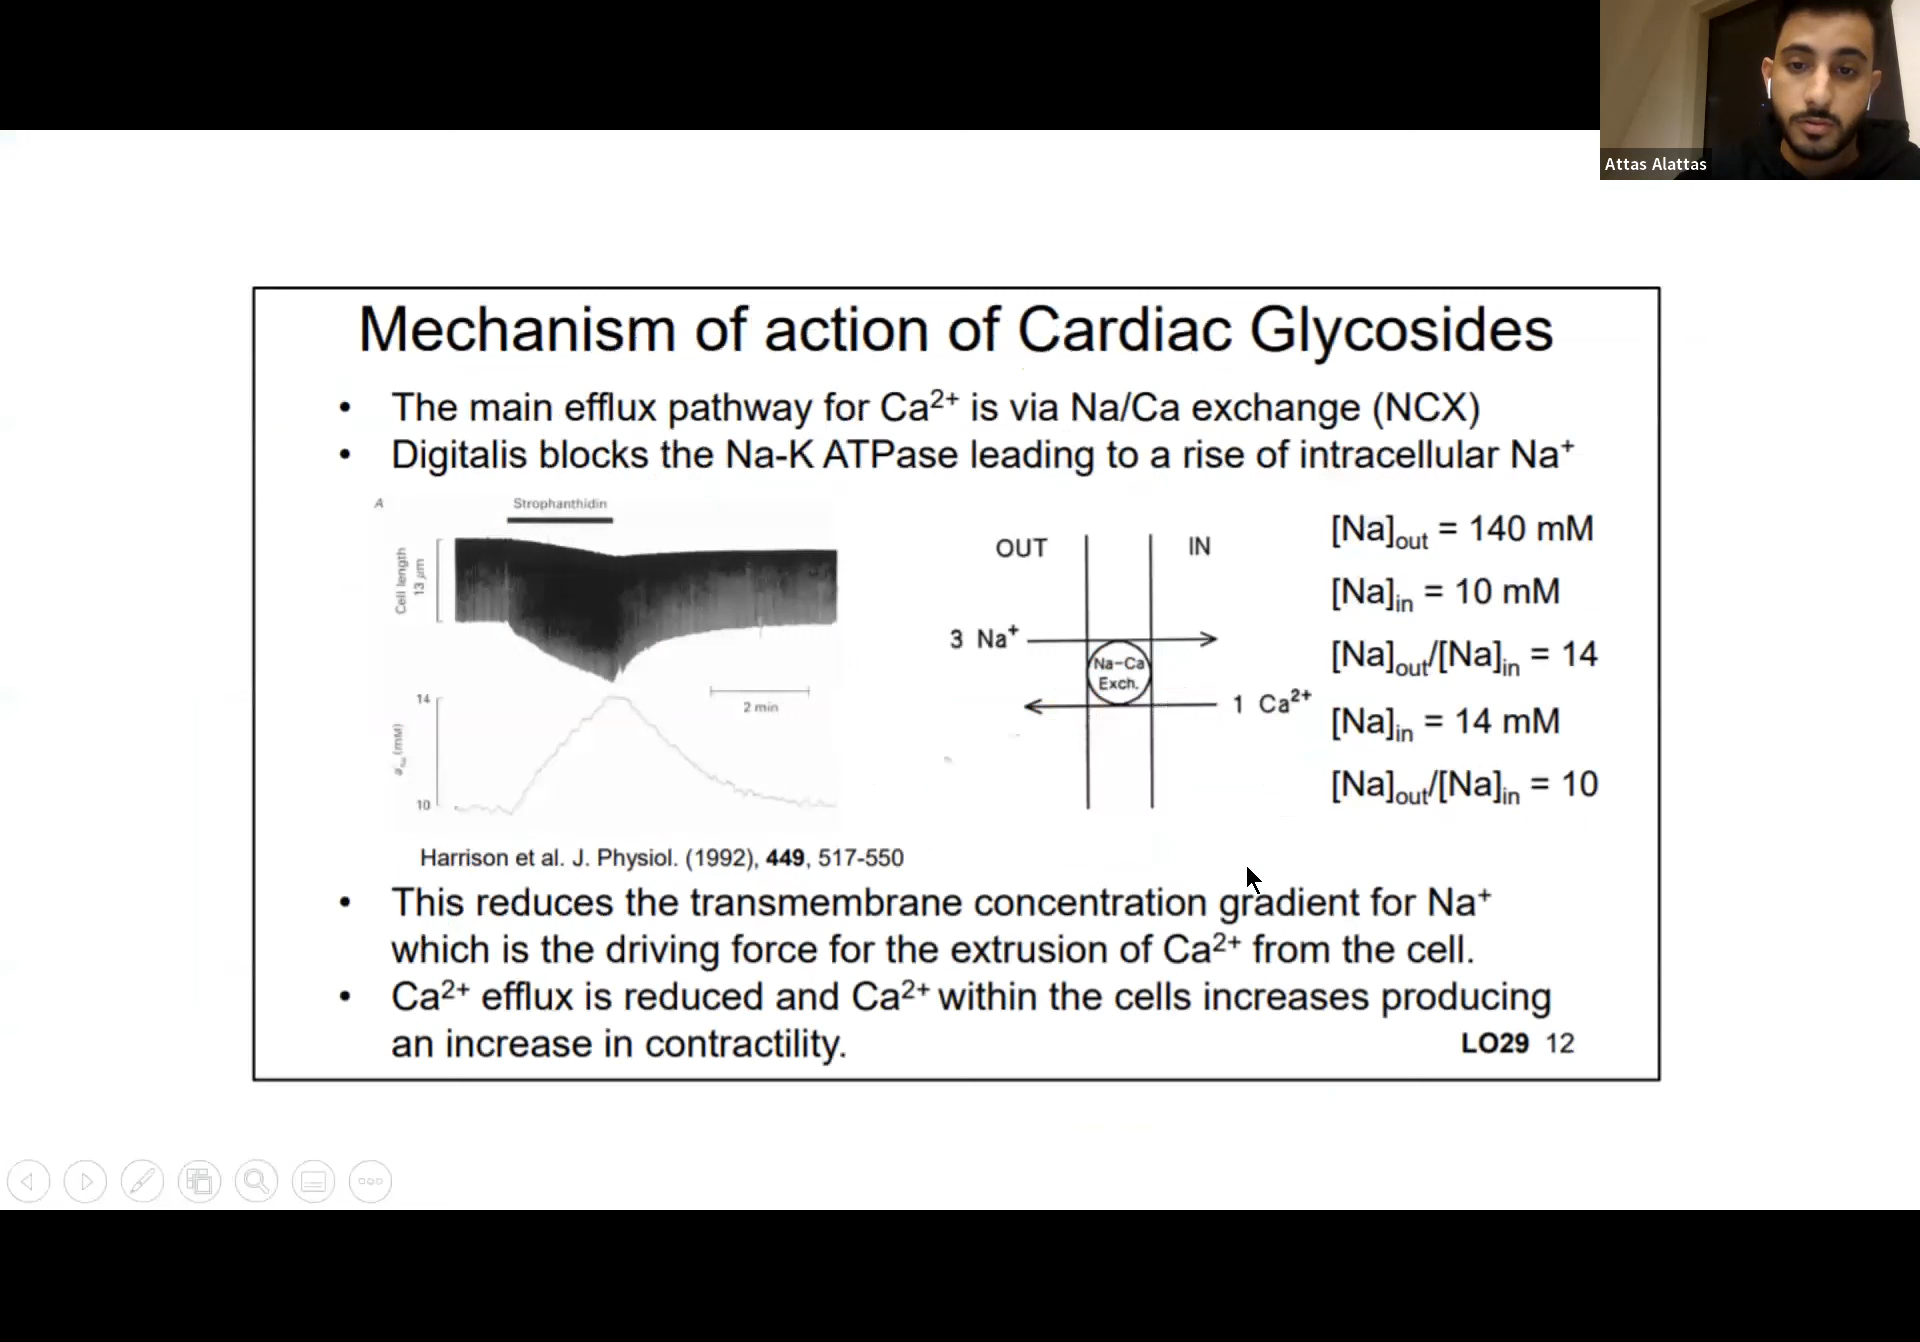 Attas Alattas
Mechanism of action of Cardiac Glycosides
• The main efflux pathway for Ca²⁺ is via Na/Ca exchange (NCX)
• Digitalis blocks the Na-K ATPase leading to a rise of intracellular Na⁺
A
Strophanthidin
Cell length
13 μm
2 min
14
(mM)
10
OUT
IN
3 Na⁺
Na–Ca
Exch.
1 Ca²⁺
[Na]out = 140 mM
[Na]in = 10 mM
[Na]out/[Na]in = 14
[Na]in = 14 mM
[Na]out/[Na]in = 10
Harrison et al. J. Physiol. (1992), 449, 517-550
• This reduces the transmembrane concentration gradient for Na⁺
which is the driving force for the extrusion of Ca²⁺ from the cell.
• Ca²⁺ efflux is reduced and Ca²⁺ within the cells increases producing
an increase in contractility.
LO29 12